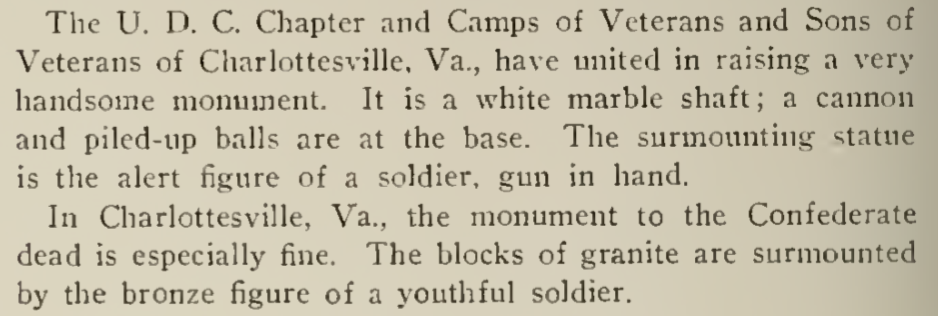 The U. D. C. Chapter and Camps of Veterans and Sons of
Veterans of Charlottesville, Va., have united in raising a very
handsome monument. It is a white marble shaft; a cannon
and piled-up balls are at the base. The surmounting statue
is the alert figure of a soldier, gun in hand.
In Charlottesville, Va., the monument to the Confederate
dead is especially fine. The blocks of granite are surmounted
by the bronze figure of a youthful soldier.